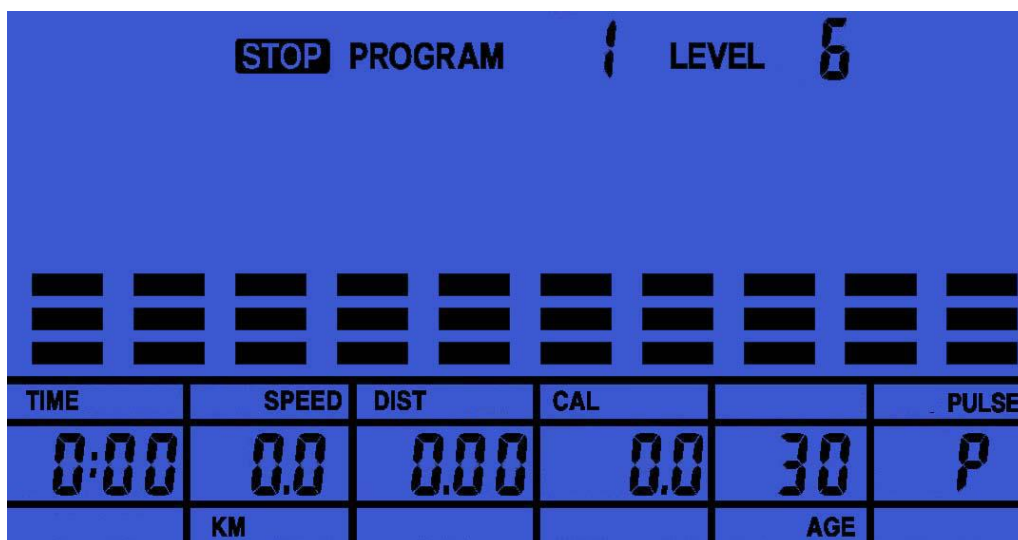 STOP PROGRAM 1 LEVEL 6
TIME SPEED DIST CAL PULSE
0:00 0.0 0.00 0.0 30 P
KM AGE